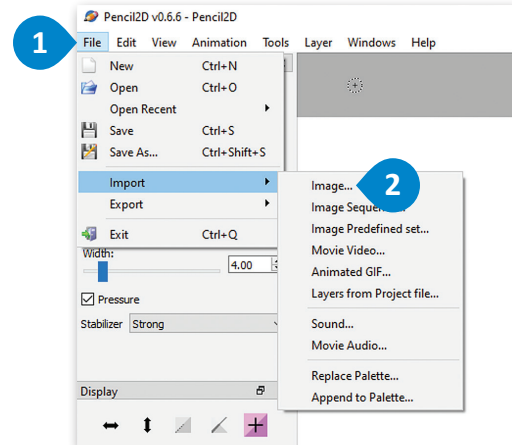 Pencil2D v0.6.6 - Pencil2D
1
File Edit View Animation Tools Layer Windows Help
New Ctrl+N
Open Ctrl+O
Open Recent
Save Ctrl+S
Save As... Ctrl+Shift+S
Import
Export
Exit Ctrl+Q
Image...
2
Image
Image Predefined set...
Movie Video...
Animated GIF...
Layers from Project file...
Sound...
Movie Audio...
Replace Palette...
Append to Palette...
Width:
4.00
Pressure
Stabilizer Strong
Display